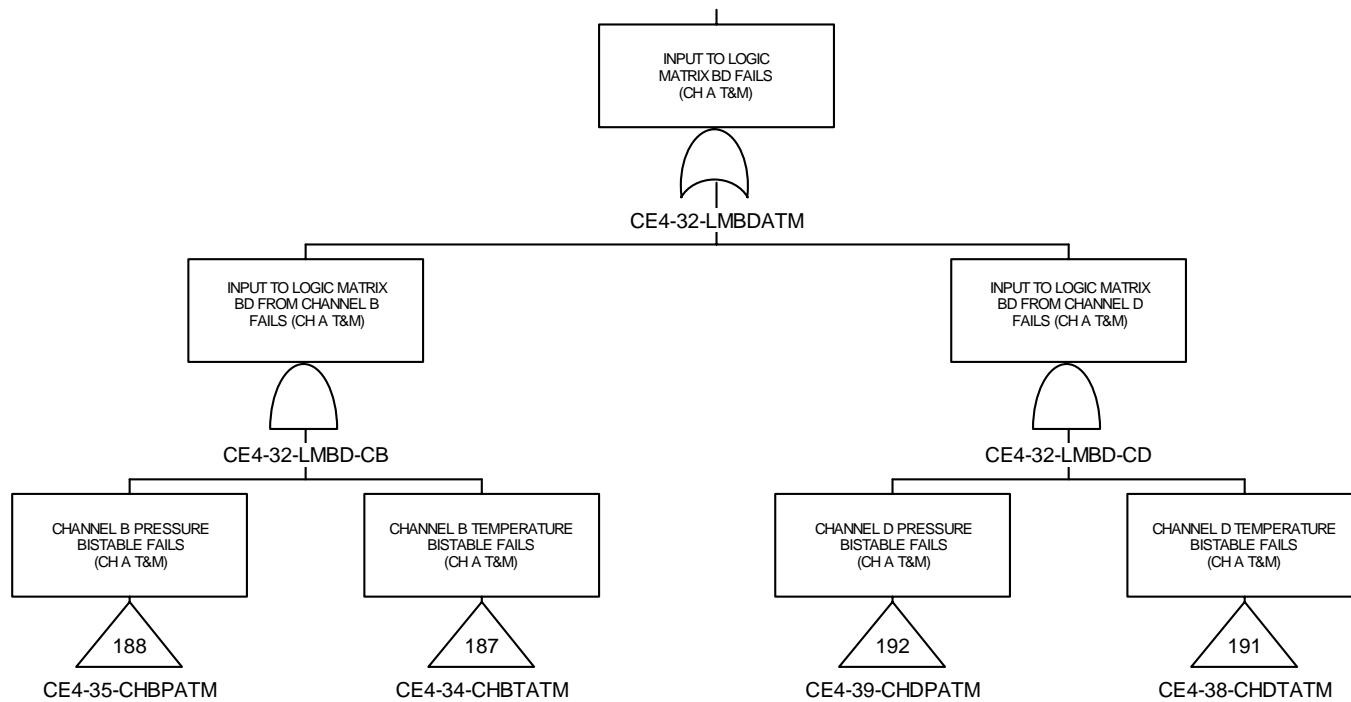 INPUT TO LOGIC
MATRIX BD FAILS
(CH A T&M)
CE4-32-LMBDATM
INPUT TO LOGIC MATRIX
BD FROM CHANNEL B
FAILS (CH A T&M)
INPUT TO LOGIC MATRIX
BD FROM CHANNEL D
FAILS (CH A T&M)
CE4-32-LMBD-CB
CE4-32-LMBD-CD
CHANNEL B PRESSURE
BISTABLE FAILS
(CH A T&M)
CHANNEL B TEMPERATURE
BISTABLE FAILS
(CH A T&M)
CHANNEL D PRESSURE
BISTABLE FAILS
(CH A T&M)
CHANNEL D TEMPERATURE
BISTABLE FAILS
(CH A T&M)
188
187
192
191
CE4-35-CHBPATM
CE4-34-CHBTATM
CE4-39-CHDPATM
CE4-38-CHDTATM